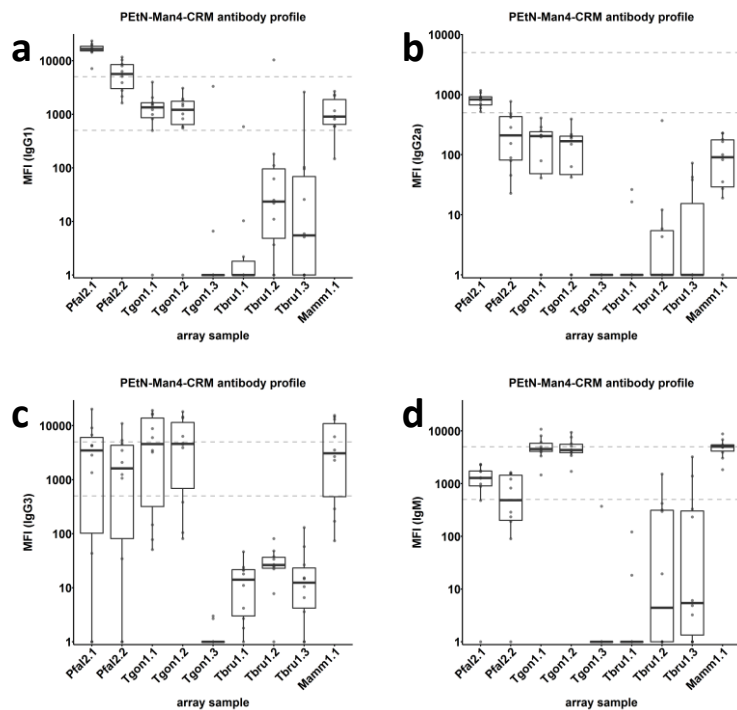 PEtN-Man4-CRM antibody profile
a
10000
1000
100
10
1
MFI (IgG1)
Pfal2.1
Pfal2.2
Tgon1.1
Tgon1.2
Tgon1.3
Tbru1.1
Tbru1.2
Tbru1.3
Mamm1.1
array sample
PEtN-Man4-CRM antibody profile
b
10000
1000
100
10
1
MFI (IgG2a)
Pfal2.1
Pfal2.2
Tgon1.1
Tgon1.2
Tgon1.3
Tbru1.1
Tbru1.2
Tbru1.3
Mamm1.1
array sample
PEtN-Man4-CRM antibody profile
c
10000
1000
100
10
1
MFI (IgG3)
Pfal2.1
Pfal2.2
Tgon1.1
Tgon1.2
Tgon1.3
Tbru1.1
Tbru1.2
Tbru1.3
Mamm1.1
array sample
PEtN-Man4-CRM antibody profile
d
10000
1000
100
10
1
MFI (IgM)
Pfal2.1
Pfal2.2
Tgon1.1
Tgon1.2
Tgon1.3
Tbru1.1
Tbru1.2
Tbru1.3
Mamm1.1
array sample